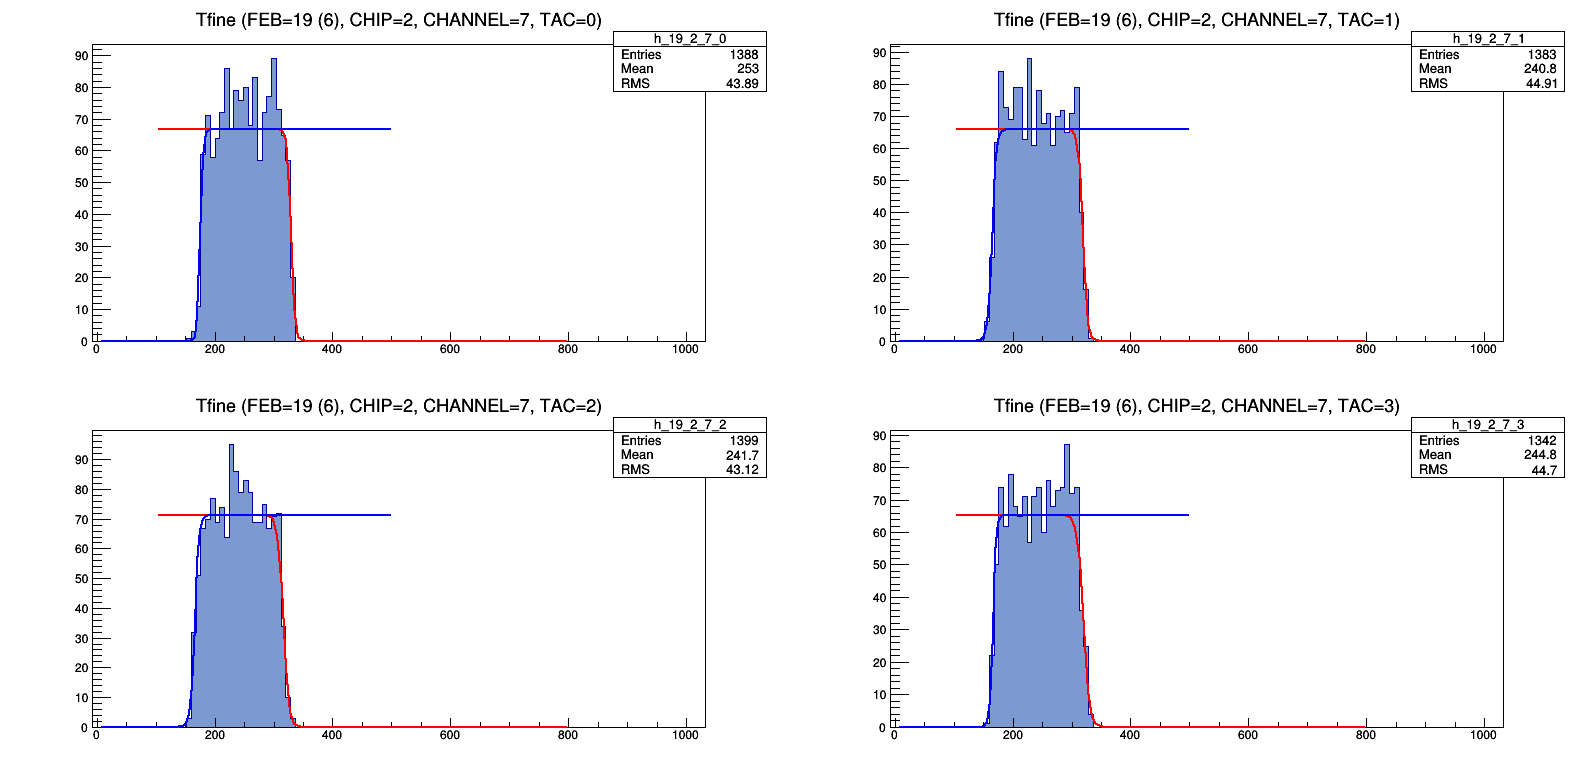 Tfine (FEB=19 (6), CHIP=2, CHANNEL=7, TAC=0)
h_19_2_7_0
Entries 1388
Mean 253
RMS 43.89
90
80
70
60
50
40
30
20
10
0
0 200 400 600 800 1000
Tfine (FEB=19 (6), CHIP=2, CHANNEL=7, TAC=1)
h_19_2_7_1
Entries 1383
Mean 240.8
RMS 44.91
90
80
70
60
50
40
30
20
10
0
0 200 400 600 800 1000
Tfine (FEB=19 (6), CHIP=2, CHANNEL=7, TAC=2)
h_19_2_7_2
Entries 1399
Mean 241.7
RMS 43.12
90
80
70
60
50
40
30
20
10
0
0 200 400 600 800 1000
Tfine (FEB=19 (6), CHIP=2, CHANNEL=7, TAC=3)
h_19_2_7_3
Entries 1342
Mean 244.8
RMS 44.7
90
80
70
60
50
40
30
20
10
0
0 200 400 600 800 1000